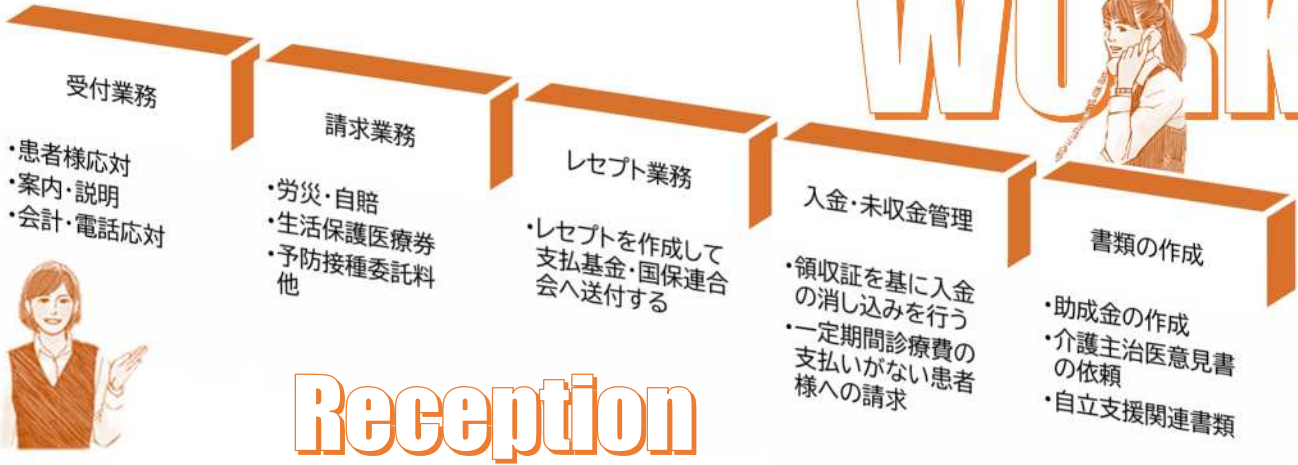 WORK
受付業務
・患者様応対
・案内・説明
・会計・電話応対
請求業務
・労災・自賠
・生活保護医療券
・予防接種委託料
他
レセプト業務
・レセプトを作成して
支払基金・国保連合
会へ送付する
入金・未収金管理
・領収証を基に入金
の消し込みを行う
・一定期間診療費の
支払いがない患者
様への請求
書類の作成
・助成金の作成
・介護主治医意見書
の依頼
・自立支援関連書類
Reception